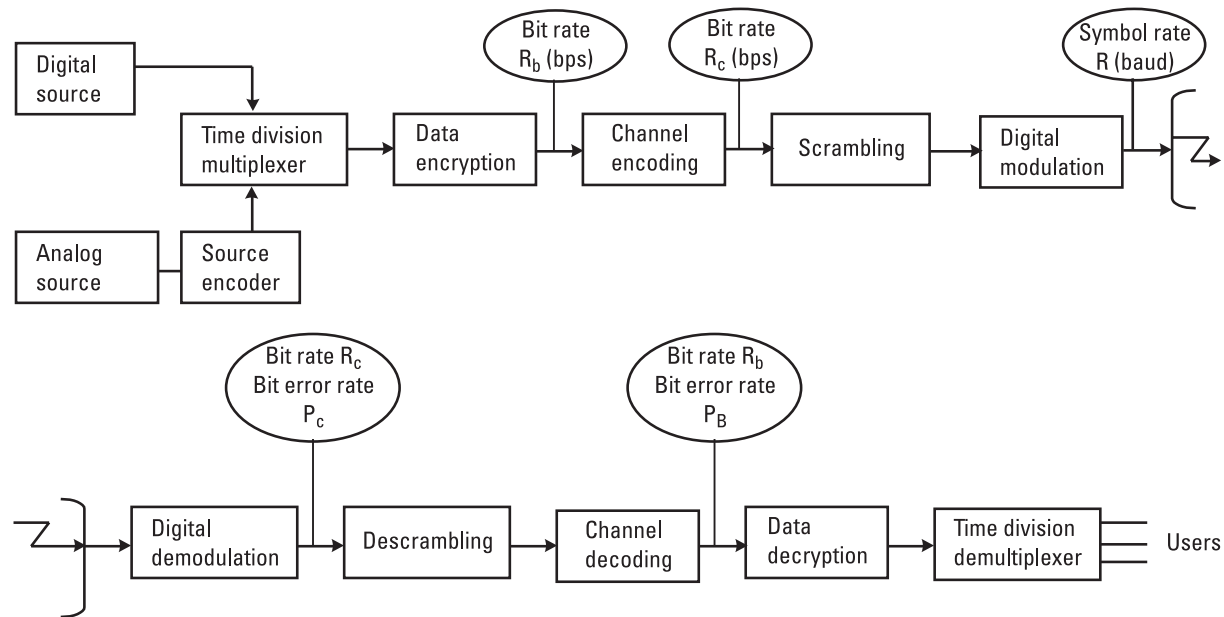 Bit rate
R_b (bps)
Bit rate
R_c (bps)
Symbol rate
R (baud)
Digital
source
Time division
multiplexer
Data
encryption
Channel
encoding
Scrambling
Digital
modulation
Analog
source
Source
encoder
Bit rate R_c
Bit error rate
P_c
Bit rate R_b
Bit error rate
P_B
Digital
demodulation
Descrambling
Channel
decoding
Data
decryption
Time division
demultiplexer
Users